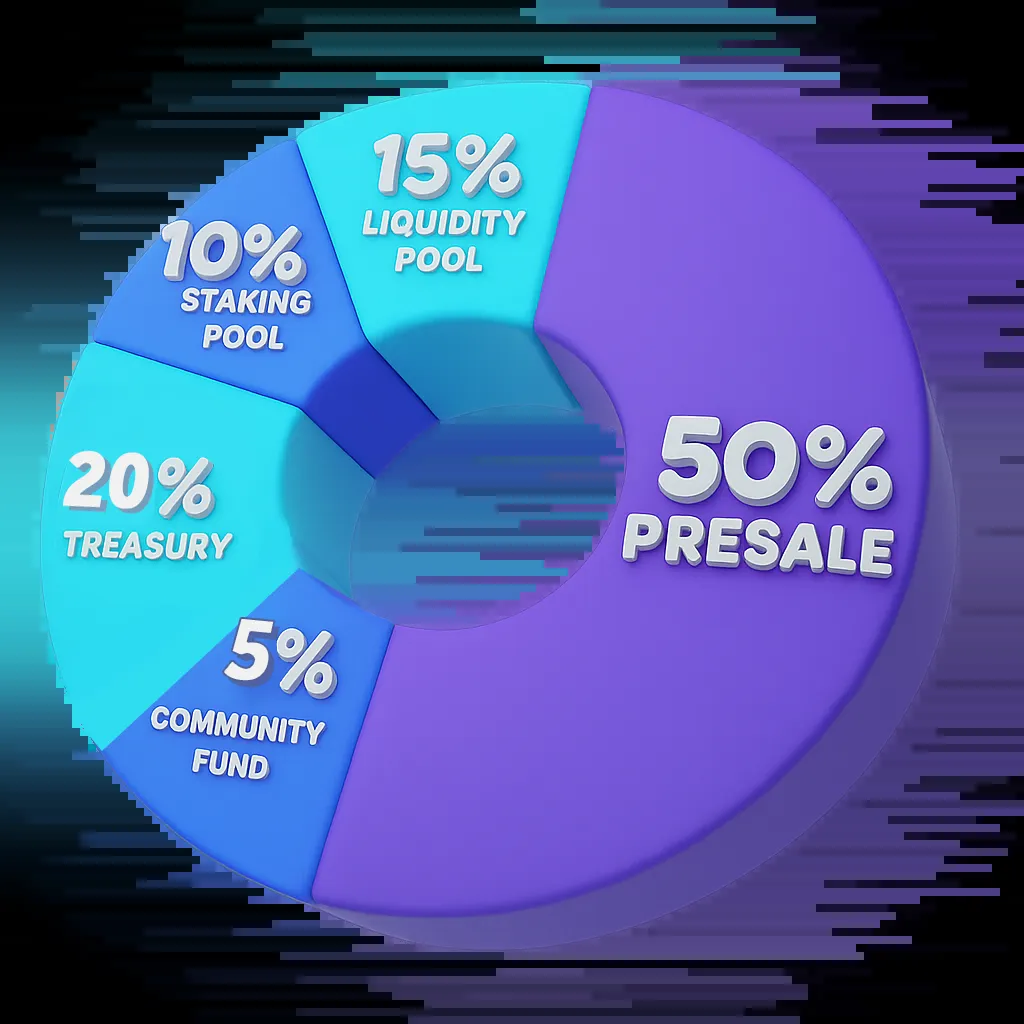 15%
LIQUIDITY
POOL
10%
STAKING
POOL
50%
PRESALE
20%
TREASURY
5%
COMMUNITY
FUND